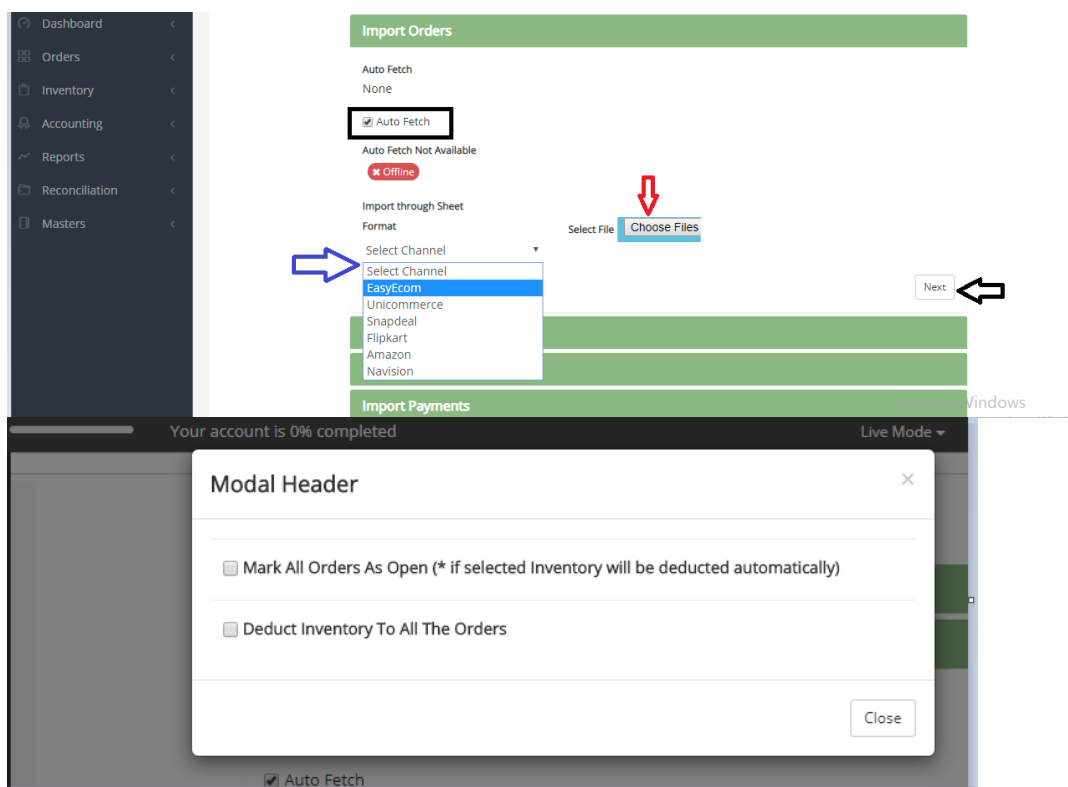 Dashboard
Orders
Inventory
Accounting
Reports
Reconciliation
Masters
Import Orders
Auto Fetch
None
Auto Fetch
Auto Fetch Not Available
Offline
Import through Sheet
Format
Select File
Choose Files
Select Channel
Select Channel
EasyEcom
Unicommerce
Snapdeal
Flipkart
Amazon
Navision
Next
Import Payments
Windows
Your account is 0% completed
Live Mode
Modal Header
×
Mark All Orders As Open (* if selected Inventory will be deducted automatically)
Deduct Inventory To All The Orders
Close
Auto Fetch